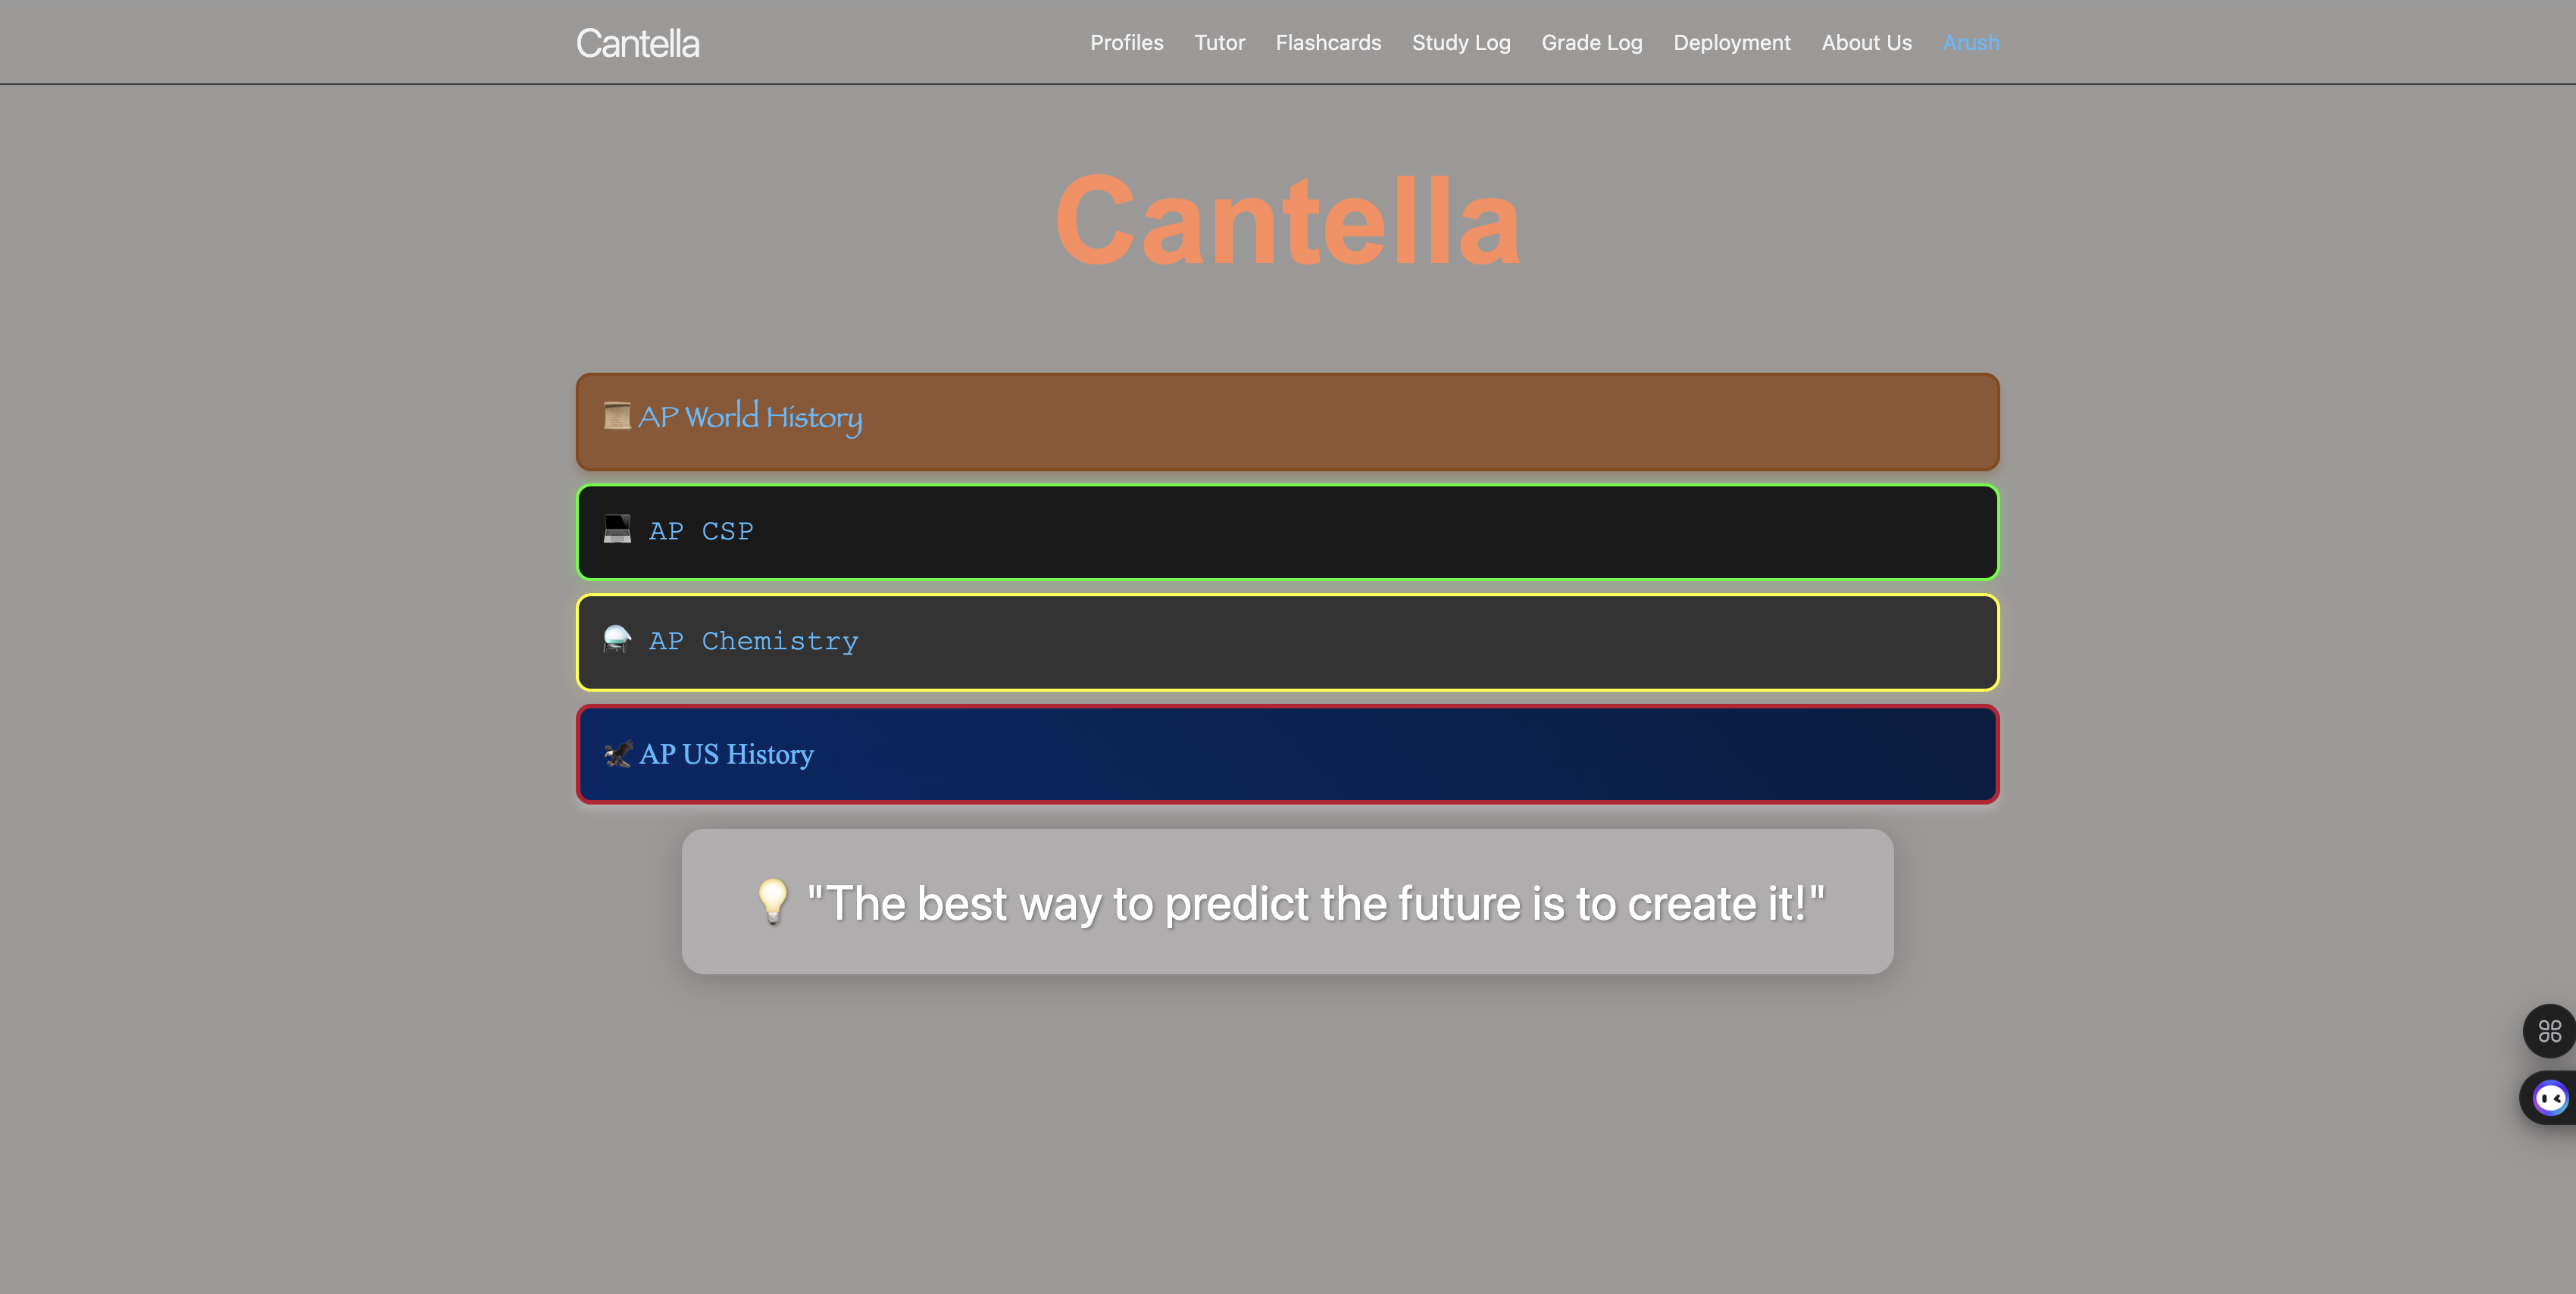 Cantella
Profiles Tutor Flashcards Study Log Grade Log Deployment About Us Arush
Cantella
AP World History
AP CSP
AP Chemistry
AP US History
"The best way to predict the future is to create it!"